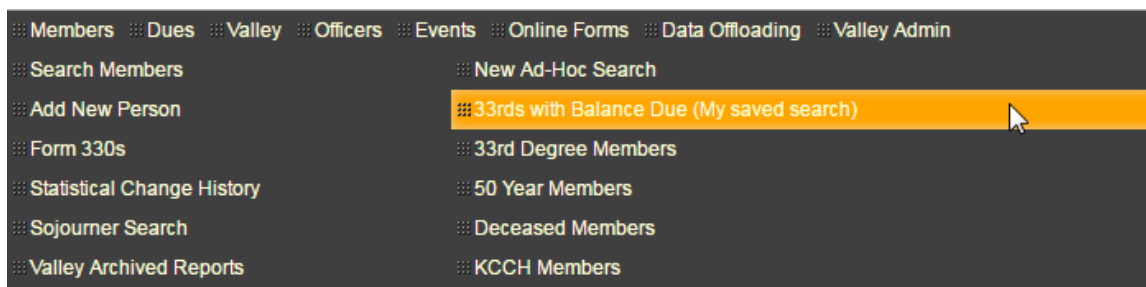 Members Dues Valley Officers Events Online Forms Data Offloading Valley Admin
Search Members New Ad-Hoc Search
Add New Person 33rds with Balance Due (My saved search)
Form 330s 33rd Degree Members
Statistical Change History 50 Year Members
Sojourner Search Deceased Members
Valley Archived Reports KCCH Members